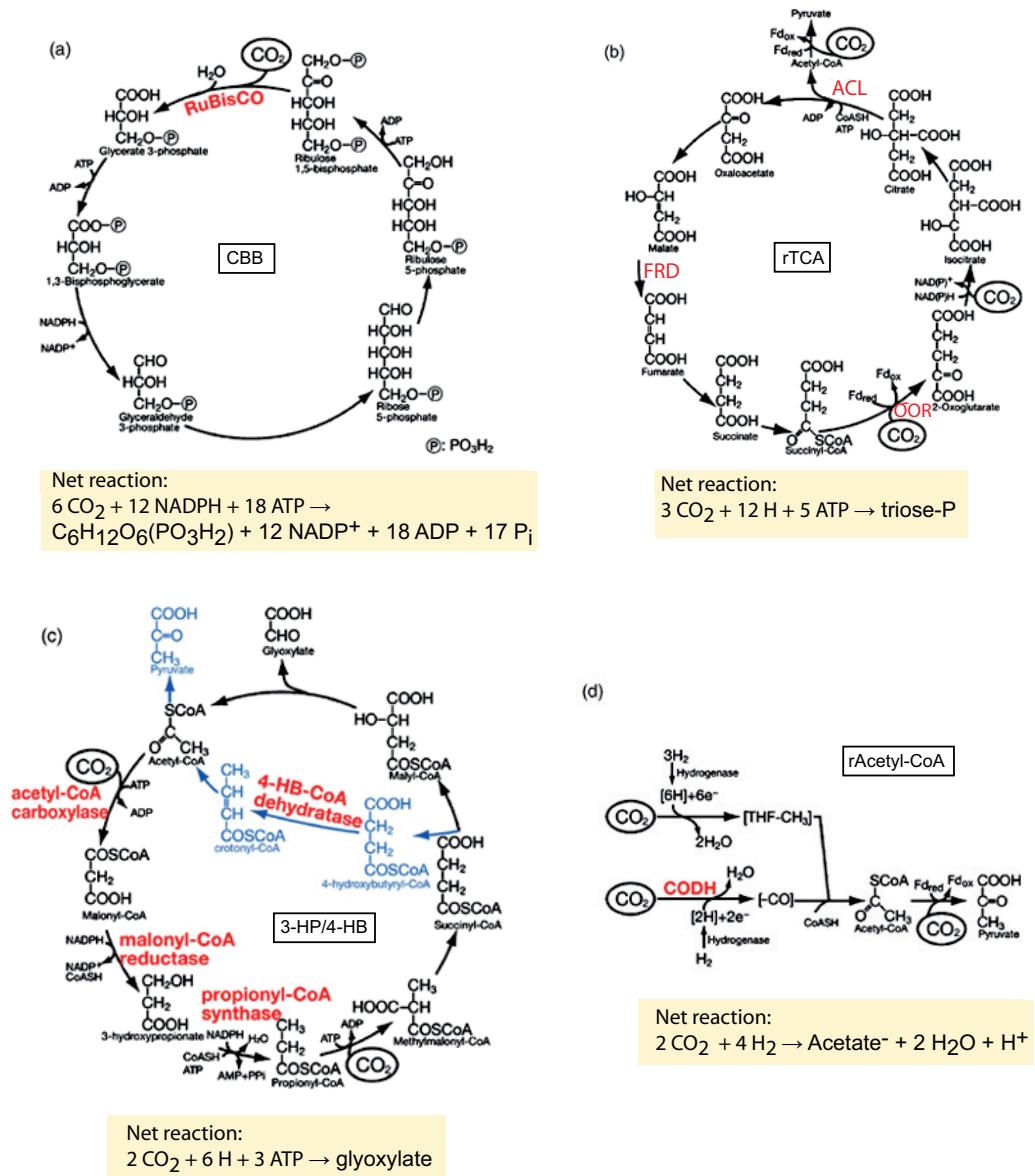 (a)
H₂O
CO₂
RuBisCO
CH₂O-Ⓟ
C=O
HCOH
HCOH
CH₂O-Ⓟ
Ribulose
1,5-bisphosphate
COOH
HCOH
CH₂O-Ⓟ
Glycerate 3-phosphate
ATP
ADP
COO-Ⓟ
HCOH
CH₂O-Ⓟ
1,3-Bisphosphoglycerate
NADPH
NADP⁺
CHO
HCOH
CH₂O-Ⓟ
Glyceraldehyde
3-phosphate
CHO
HCOH
HCOH
HCOH
CH₂O-Ⓟ
Ribose
5-phosphate
CH₂OH
C=O
HCOH
HCOH
CH₂O-Ⓟ
Ribulose
5-phosphate
ADP
ATP
CBB
Ⓟ: PO₃H₂
Net reaction:
6 CO₂ + 12 NADPH + 18 ATP →
C₆H₁₂O₆(PO₃H₂) + 12 NADP⁺ + 18 ADP + 17 Pᵢ
(b)
Pyruvate
Fdox
Fdred
CO₂
Acetyl-CoA
ACL
ADP
CoASH
ATP
COOH
C=O
CH₂
COOH
Oxaloacetate
COOH
HO-CH
CH₂
COOH
Malate
FRD
COOH
CH
CH
COOH
Fumarate
COOH
CH₂
CH₂
COOH
Succinate
COOH
CH₂
CH₂
C
O
SCoA
Succinyl-CoA
Fdred
Fdox
OOR
CO₂
COOH
CH₂
CH₂
C=O
COOH
2-Oxoglutarate
NAD(P)⁺
NAD(P)H
CO₂
COOH
CH₂
CH-COOH
HO-CH
COOH
Isocitrate
COOH
CH₂
HO-C-COOH
CH₂
COOH
Citrate
rTCA
Net reaction:
3 CO₂ + 12 H + 5 ATP → triose-P
(c)
COOH
C=O
CH₃
Pyruvate
COOH
CHO
Glyoxylate
SCoA
C
O
CH₃
Acetyl-CoA
CO₂
ATP
ADP
acetyl-CoA
carboxylase
COSCoA
CH₂
COOH
Malonyl-CoA
NADPH
NADP⁺
CoASH
malonyl-CoA
reductase
CH₂OH
CH₂
COOH
3-hydroxypropionate
propionyl-CoA
synthase
NADPH
H₂O
CoASH
ATP
AMP+PPi
CH₃
CH₂
COSCoA
Propionyl-CoA
ATP
ADP
CO₂
CH₃
HOOC-CH
COSCoA
Methylmalonyl-CoA
COOH
CH₂
CH₂
COSCoA
Succinyl-CoA
COOH
HO-CH
CH₂
COSCoA
Malyl-CoA
4-HB-CoA
dehydratase
CH₃
CH
CH
COSCoA
crotonyl-CoA
COOH
CH₂
CH₂
COSCoA
4-hydroxybutyryl-CoA
3-HP/4-HB
Net reaction:
2 CO₂ + 6 H + 3 ATP → glyoxylate
(d)
rAcetyl-CoA
3H₂
Hydrogenase
[6H]+6e⁻
CO₂
[THF-CH₃]
2H₂O
CO₂
CODH
H₂O
[2H]+2e⁻
Hydrogenase
H₂
[-CO]
CoASH
SCoA
C
O
CH₃
Acetyl-CoA
Fdred
Fdox
CO₂
COOH
C=O
CH₃
Pyruvate
Net reaction:
2 CO₂ + 4 H₂ → Acetate⁻ + 2 H₂O + H⁺